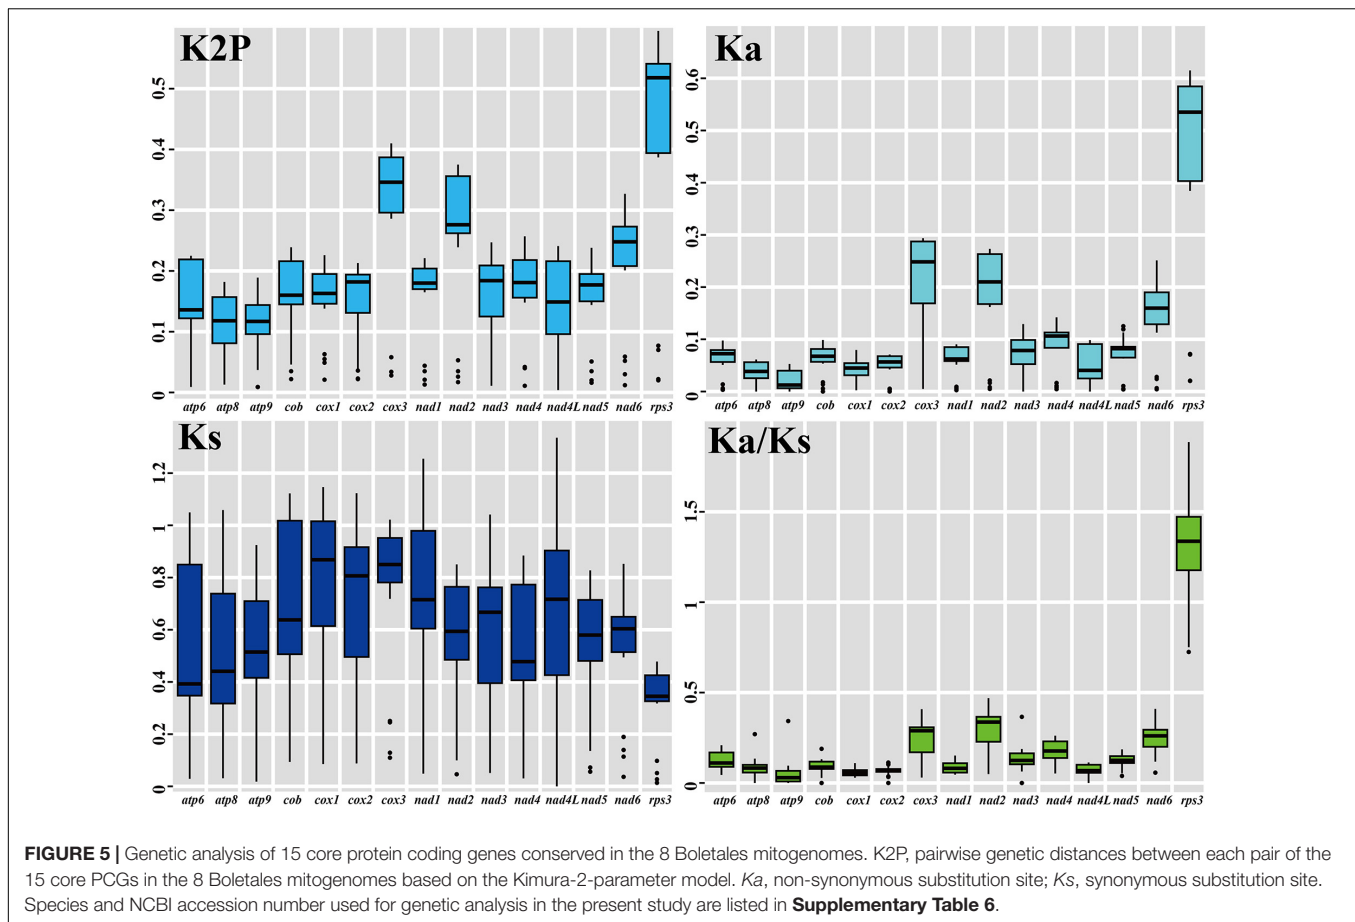 K2P
0.5
0.4
0.3
0.2
0.1
0
atp6 atp8 atp9 cob cox1 cox2 cox3 nad1 nad2 nad3 nad4 nad4L nad5 nad6 rps3
Ka
0.6
0.5
0.4
0.3
0.2
0.1
0
atp6 atp8 atp9 cob cox1 cox2 cox3 nad1 nad2 nad3 nad4 nad4L nad5 nad6 rps3
Ks
1.2
1
0.8
0.6
0.4
0.2
0
atp6 atp8 atp9 cob cox1 cox2 cox3 nad1 nad2 nad3 nad4 nad4L nad5 nad6 rps3
Ka/Ks
1.5
1
0.5
0
atp6 atp8 atp9 cob cox1 cox2 cox3 nad1 nad2 nad3 nad4 nad4L nad5 nad6 rps3
FIGURE 5 | Genetic analysis of 15 core protein coding genes conserved in the 8 Boletales mitogenomes. K2P, pairwise genetic distances between each pair of the
15 core PCGs in the 8 Boletales mitogenomes based on the Kimura-2-parameter model. Ka, non-synonymous substitution site; Ks, synonymous substitution site.
Species and NCBI accession number used for genetic analysis in the present study are listed in Supplementary Table 6.